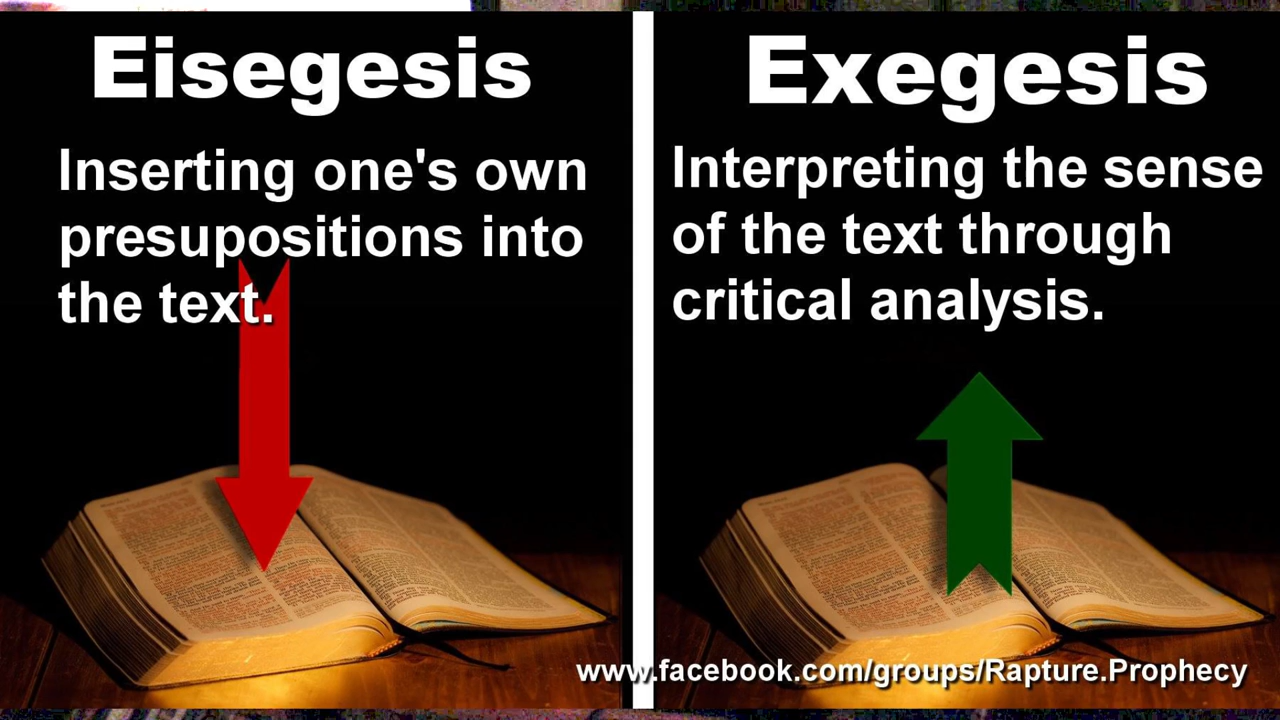 Eisegesis
Inserting one's own
presupositions into
the text.
Exegesis
Interpreting the sense
of the text through
critical analysis.
www.facebook.com/groups/Rapture.Prophecy